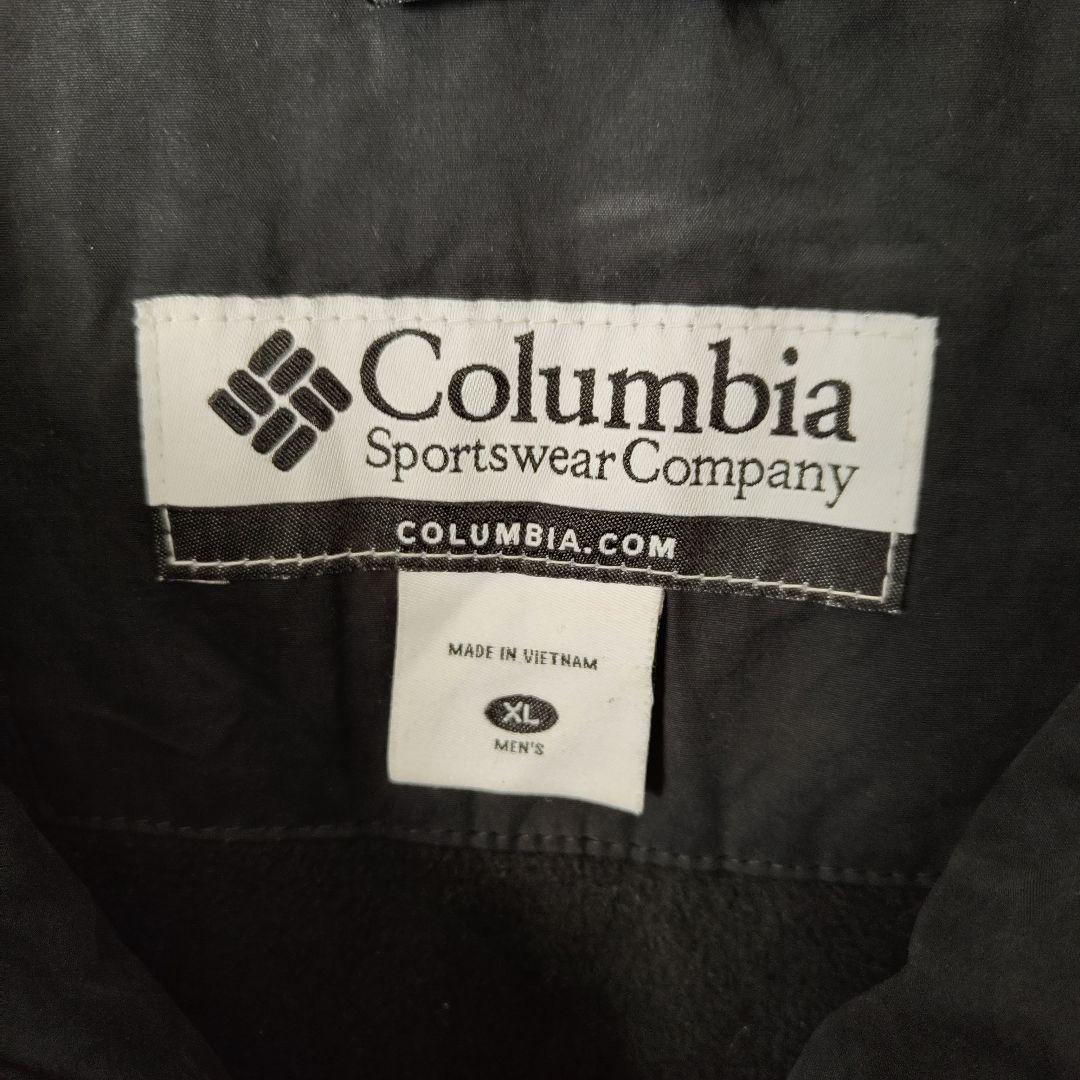 Columbia
Sportswear Company
COLUMBIA.COM
MADE IN VIETNAM
XL
MEN'S